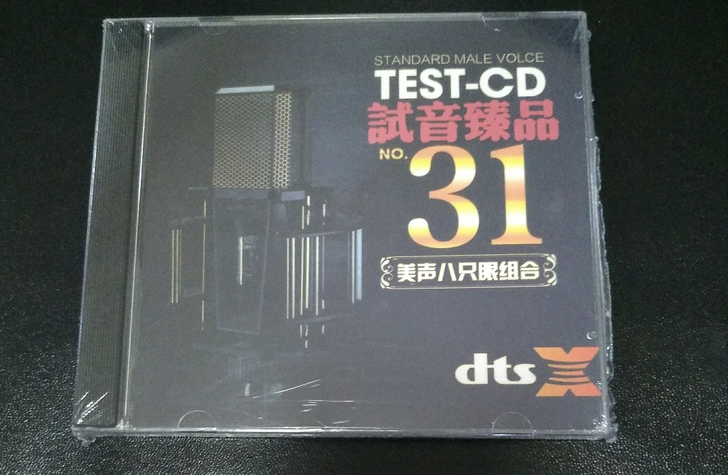 STANDARD MALE VOLCE
TEST-CD
試音臻品
NO. 31
美声八只眼组合
dts X